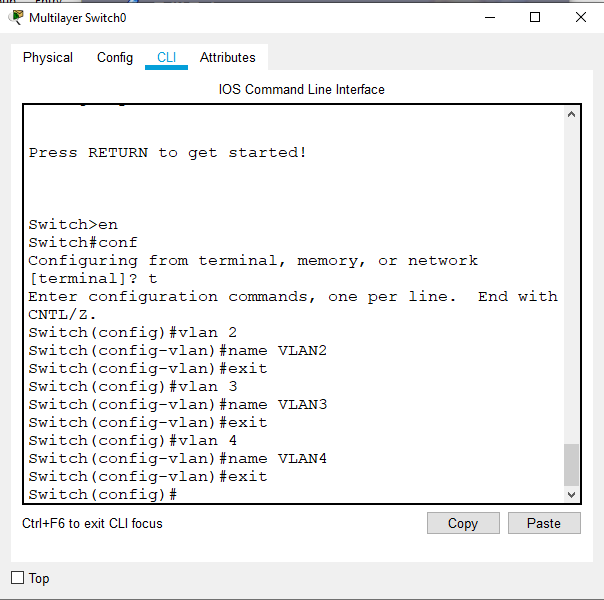 Multilayer Switch0
Physical Config CLI Attributes
IOS Command Line Interface
Press RETURN to get started!
Switch>en
Switch#conf
Configuring from terminal, memory, or network
[terminal]? t
Enter configuration commands, one per line.  End with
CNTL/Z.
Switch(config)#vlan 2
Switch(config-vlan)#name VLAN2
Switch(config-vlan)#exit
Switch(config)#vlan 3
Switch(config-vlan)#name VLAN3
Switch(config-vlan)#exit
Switch(config)#vlan 4
Switch(config-vlan)#name VLAN4
Switch(config-vlan)#exit
Switch(config)#
Ctrl+F6 to exit CLI focus Copy Paste
Top